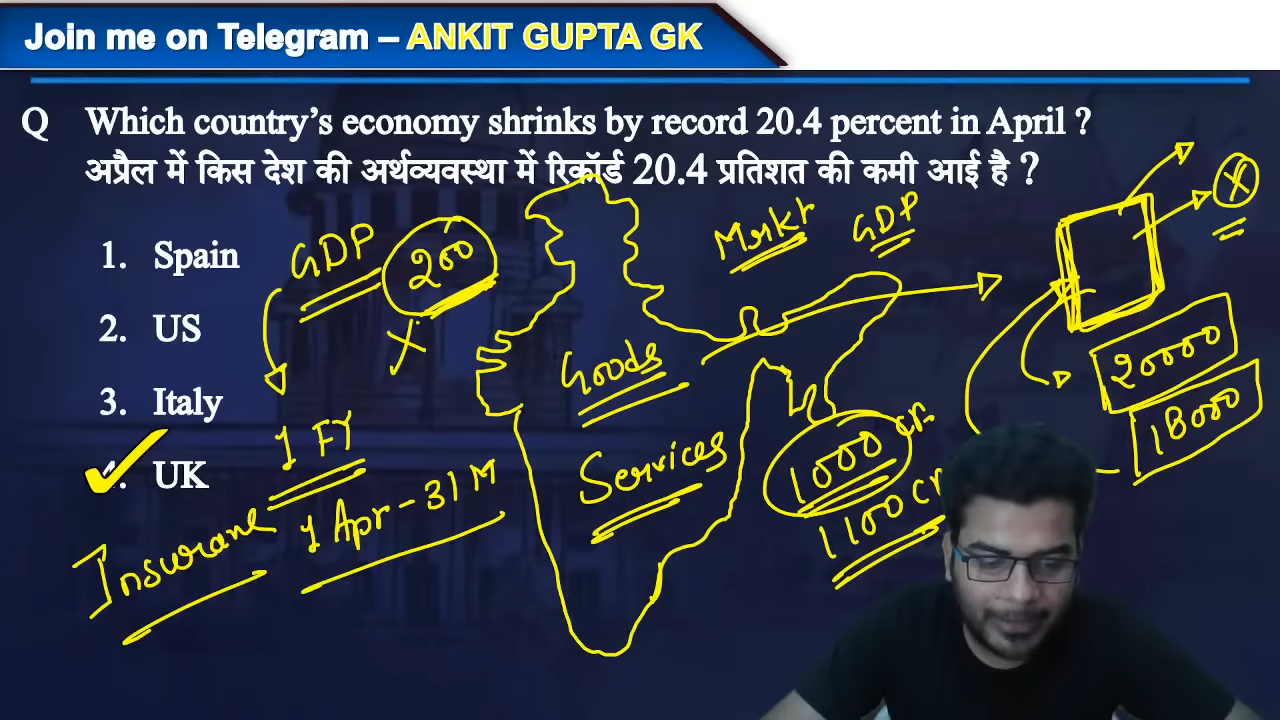 Join me on Telegram – ANKIT GUPTA GK
Q Which country's economy shrinks by record 20.4 percent in April ?
अप्रैल में किस देश की अर्थव्यवस्था में रिकॉर्ड 20.4 प्रतिशत की कमी आई है ?
1. Spain
2. US
3. Italy
UK
GDP 200
X
1 FY
1 Apr - 31 M
Insurance
Goods
Services
Mrkt GDP
1000 cr.
1100 Cr
X
20000
18000